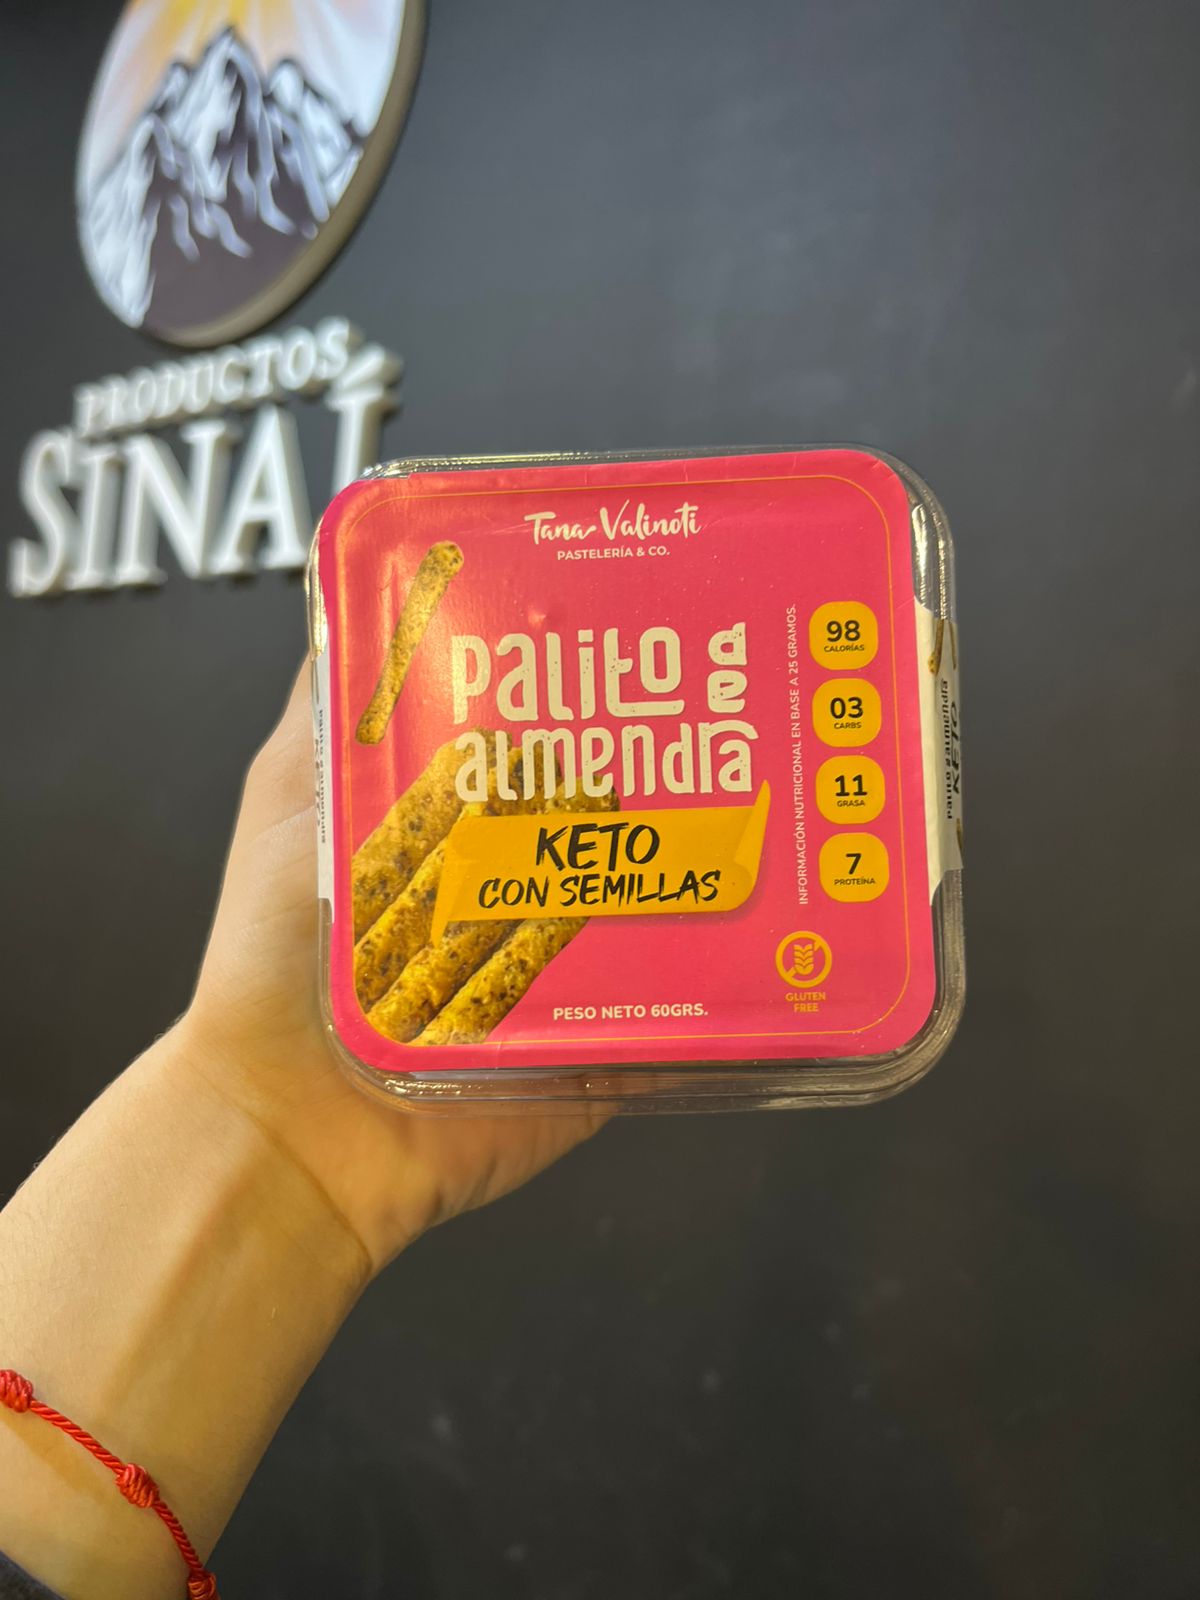 PRODUCTOS
SINAÍ
Tana Valinoti
PASTELERÍA & CO.
Palito de
almendra
KETO
CON SEMILLAS
PESO NETO 60GRS.
INFORMACIÓN NUTRICIONAL EN BASE A 25 GRAMOS.
98
CALORÍAS
03
CARBS
11
GRASA
7
PROTEÍNA
GLUTEN
FREE
Palito de almendra
KETO